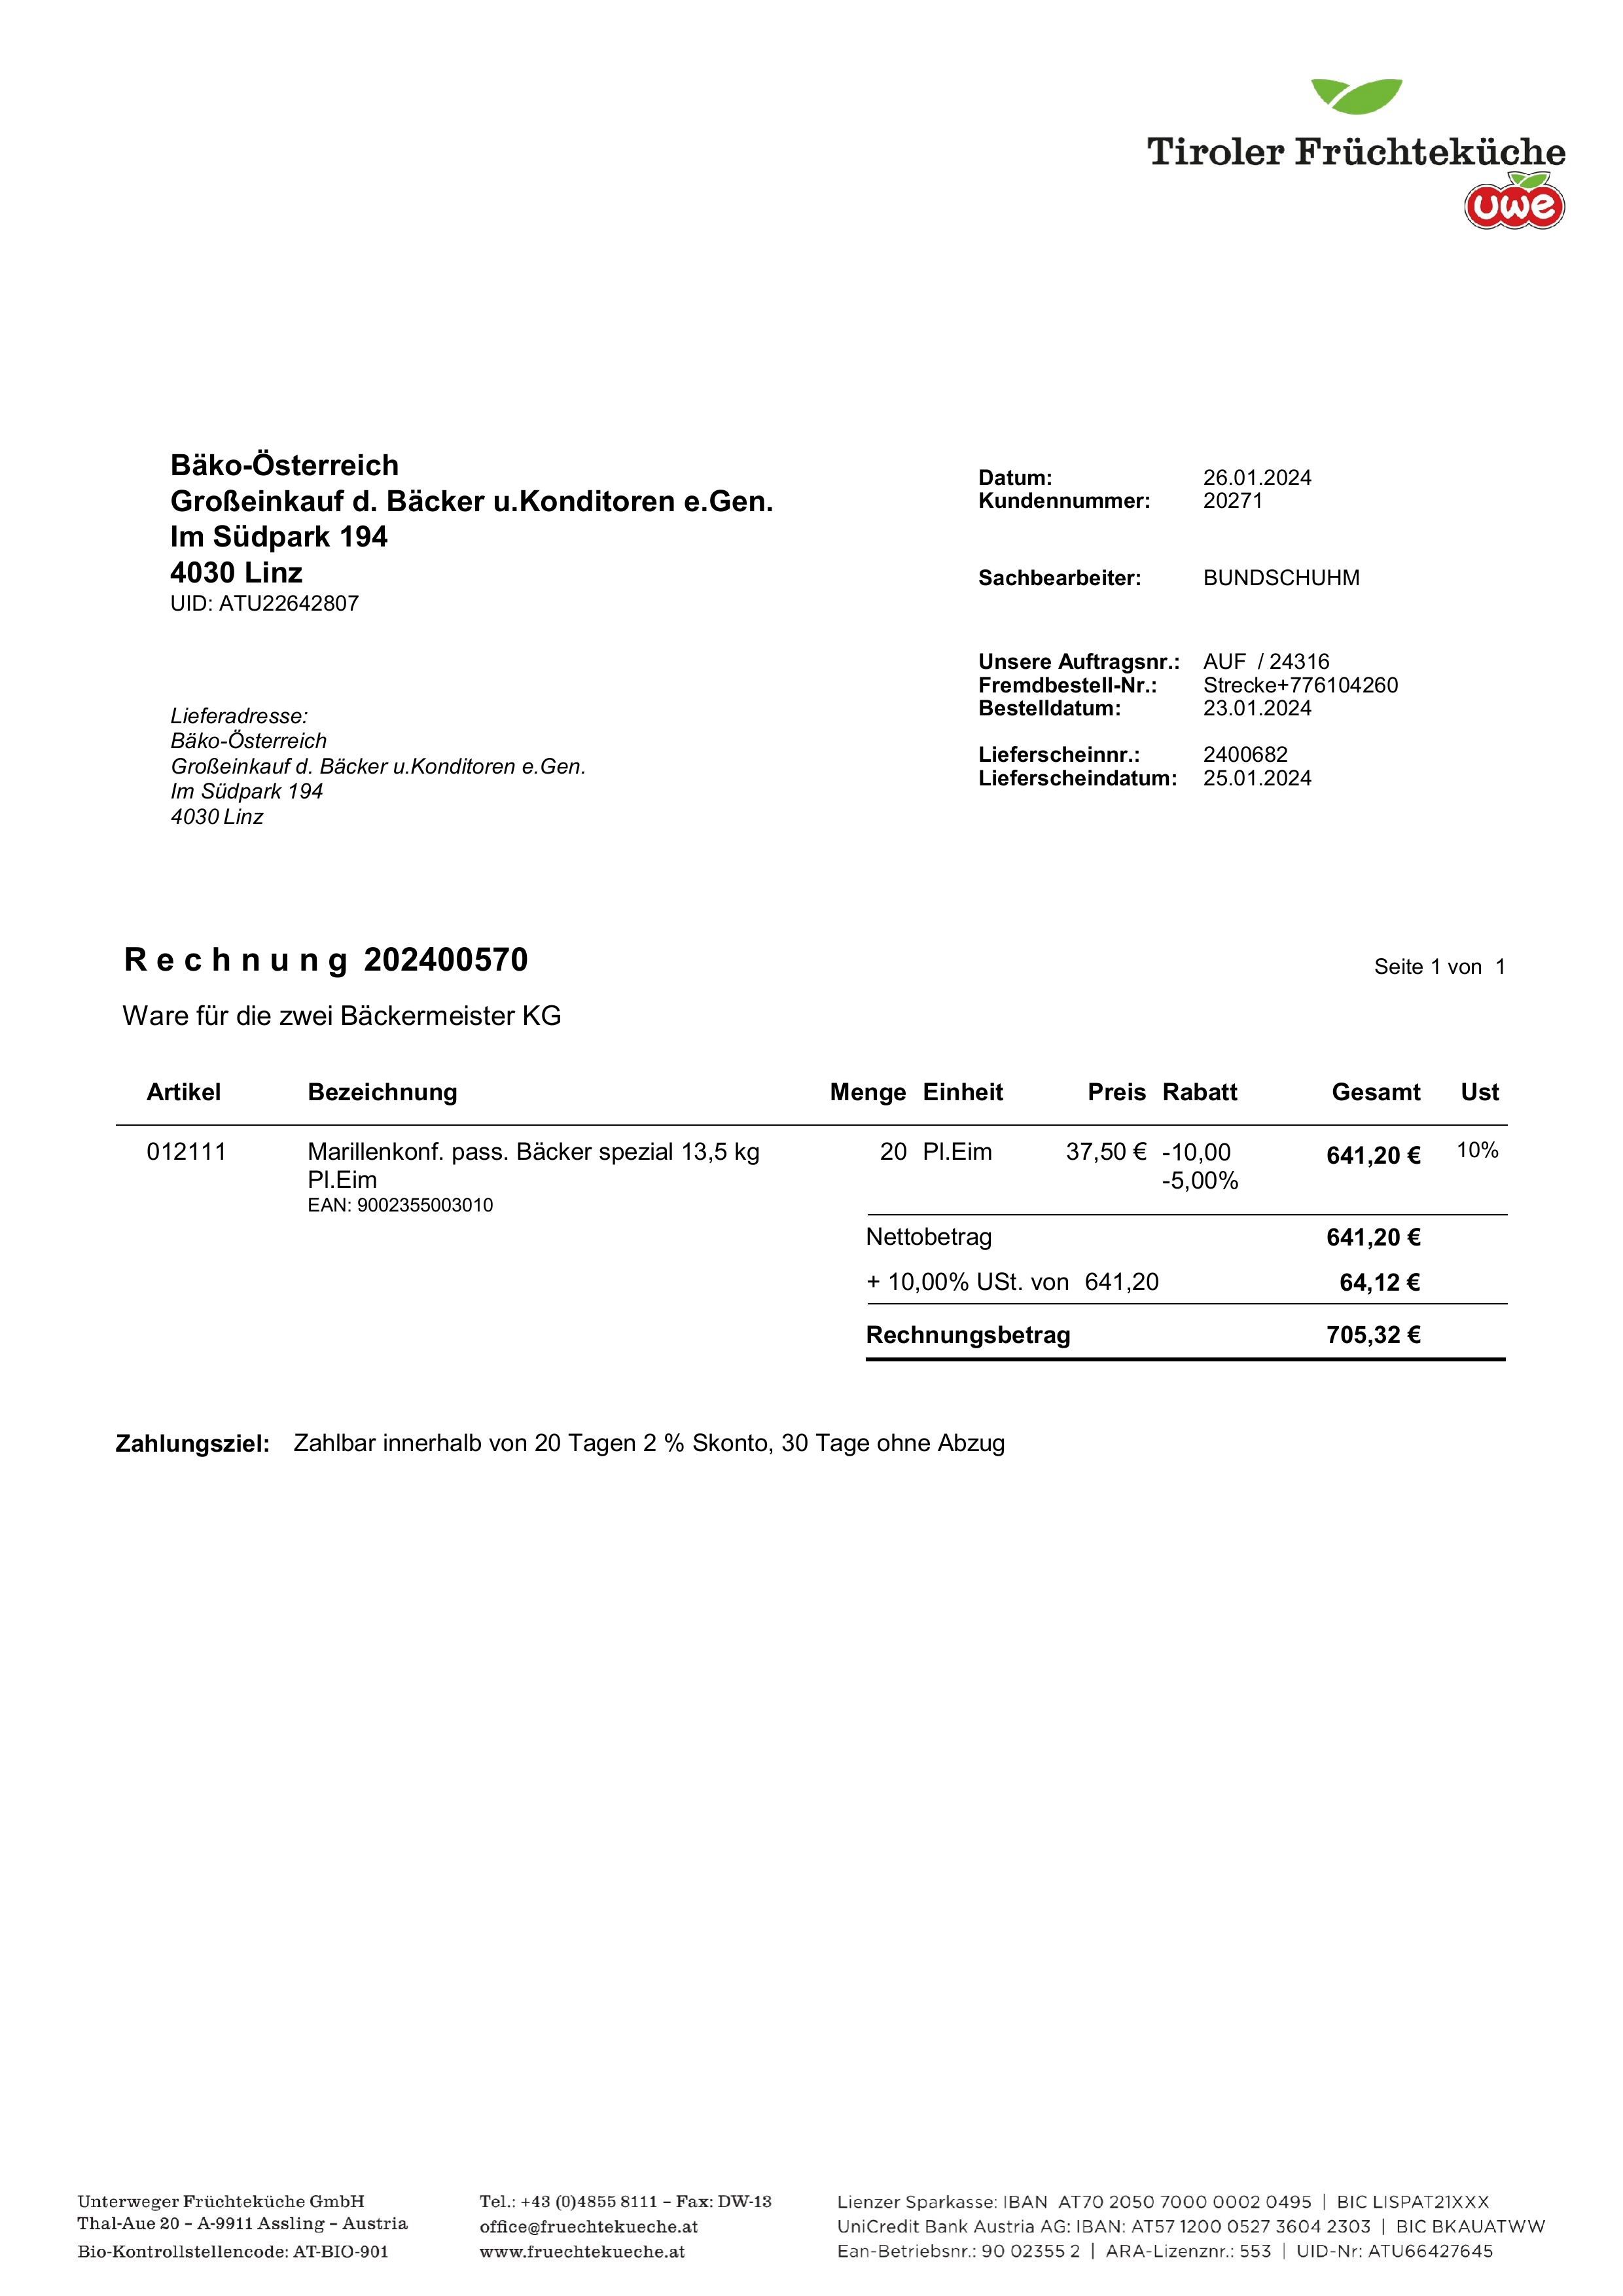 Tiroler Früchteküche
uwe
Bäko-Österreich
Großeinkauf d. Bäcker u.Konditoren e.Gen.
Im Südpark 194
4030 Linz
UID: ATU22642807
Datum: 26.01.2024
Kundennummer: 20271
Sachbearbeiter: BUNDSCHUHM
Unsere Auftragsnr.: AUF / 24316
Fremdbestell-Nr.: Strecke+776104260
Bestelldatum: 23.01.2024
Lieferscheinnr.: 2400682
Lieferscheindatum: 25.01.2024
Lieferadresse:
Bäko-Österreich
Großeinkauf d. Bäcker u.Konditoren e.Gen.
Im Südpark 194
4030 Linz
Rechnung 202400570
Seite 1 von 1
Ware für die zwei Bäckermeister KG
Artikel Bezeichnung Menge Einheit Preis Rabatt Gesamt Ust
012111 Marillenkonf. pass. Bäcker spezial 13,5 kg 20 Pl.Eim 37,50 € -10,00 641,20 € 10%
Pl.Eim -5,00%
EAN: 9002355003010
Nettobetrag 641,20 €
+ 10,00% USt. von 641,20 64,12 €
Rechnungsbetrag 705,32 €
Zahlungsziel: Zahlbar innerhalb von 20 Tagen 2 % Skonto, 30 Tage ohne Abzug
Unterweger Früchteküche GmbH
Thal-Aue 20 – A-9911 Assling – Austria
Bio-Kontrollstellencode: AT-BIO-901
Tel.: +43 (0)4855 8111 – Fax: DW-13
office@fruechtekueche.at
www.fruechtekueche.at
Lienzer Sparkasse: IBAN AT70 2050 7000 0002 0495 | BIC LISPAT21XXX
UniCredit Bank Austria AG: IBAN: AT57 1200 0527 3604 2303 | BIC BKAUATWW
Ean-Betriebsnr.: 90 02355 2 | ARA-Lizenznr.: 553 | UID-Nr: ATU66427645